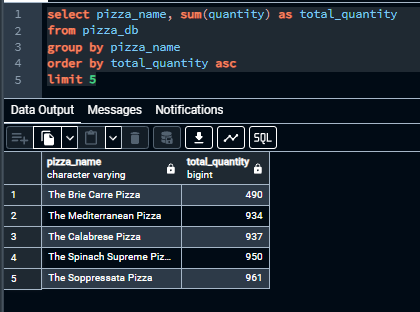 1 select pizza_name, sum(quantity) as total_quantity
2 from pizza_db
3 group by pizza_name
4 order by total_quantity asc
5 limit 5
Data Output Messages Notifications
SQL
pizza_name total_quantity
character varying bigint
1 The Brie Carre Pizza 490
2 The Mediterranean Pizza 934
3 The Calabrese Pizza 937
4 The Spinach Supreme Piz... 950
5 The Soppressata Pizza 961